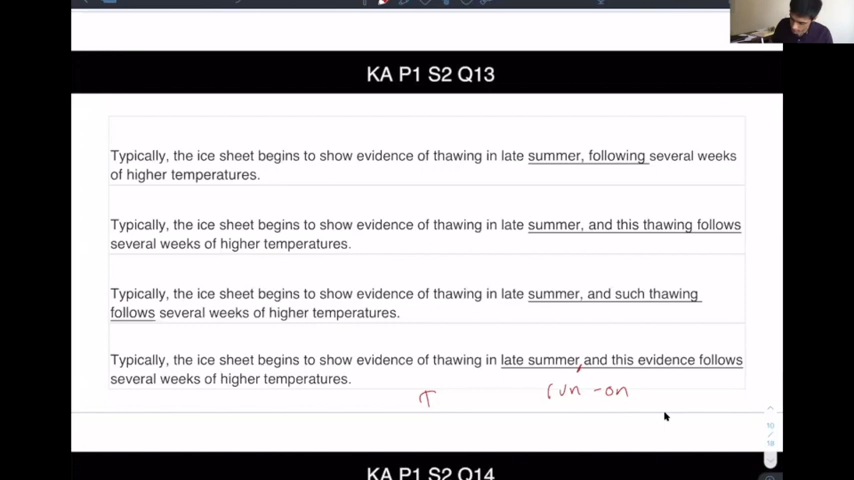 KA P1 S2 Q13
Typically, the ice sheet begins to show evidence of thawing in late summer, following several weeks
of higher temperatures.
Typically, the ice sheet begins to show evidence of thawing in late summer, and this thawing follows
several weeks of higher temperatures.
Typically, the ice sheet begins to show evidence of thawing in late summer, and such thawing
follows several weeks of higher temperatures.
Typically, the ice sheet begins to show evidence of thawing in late summer, and this evidence follows
several weeks of higher temperatures.
run-on
10
/
18
KA P1 S2 Q14